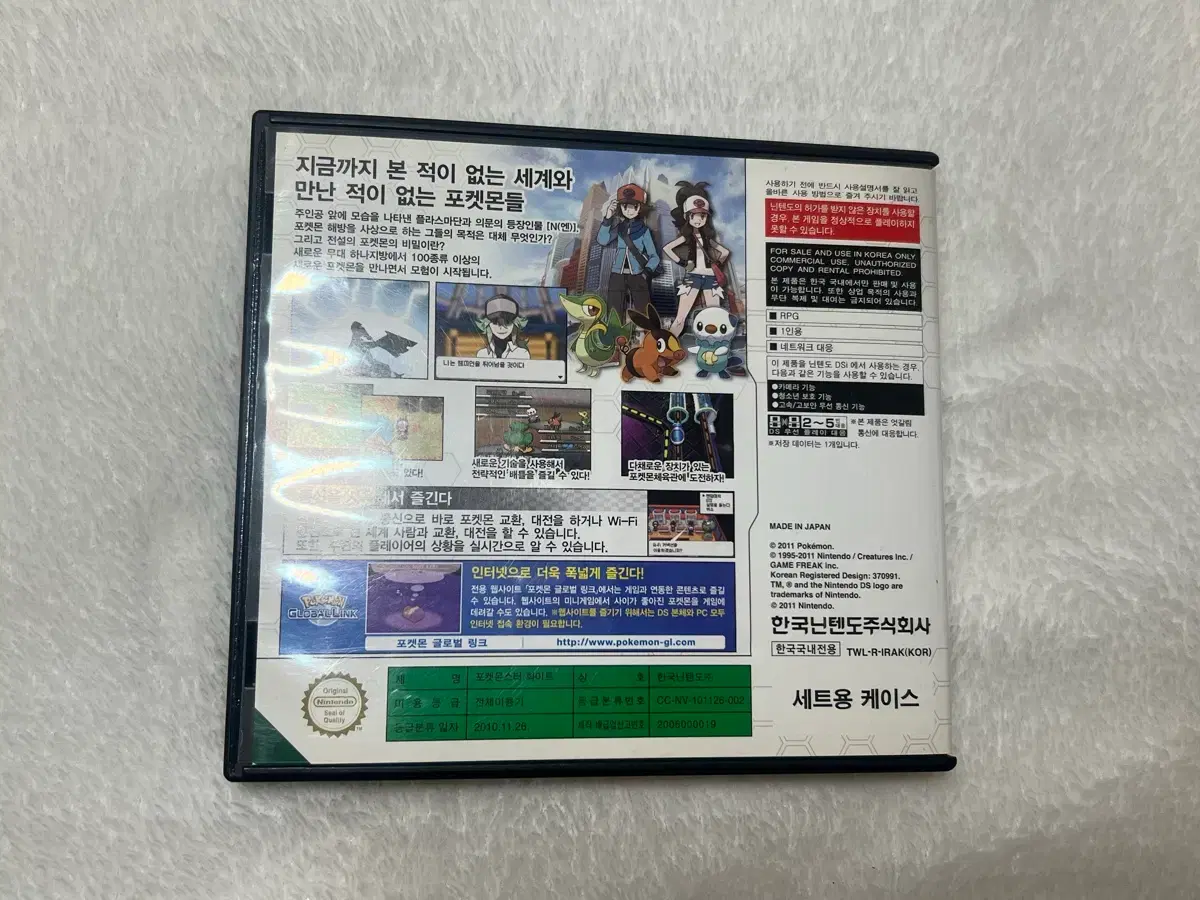 지금까지 본 적이 없는 세계와
만난 적이 없는 포켓몬들
주인공 앞에 모습을 나타낸 플라스마단과 의문의 등장인물 [N(엔)].
포켓몬 해방을 사상으로 하는 그들의 목적은 대체 무엇인가?
그리고 전설의 포켓몬의 비밀이란?
새로운 무대 하나지방에서 100종류 이상의
새로운 포켓몬을 만나면서 모험이 시작됩니다.
나는 챔피언을 뛰어넘을 것이다
있다!
새로운 기술을 사용해서
전략적인 배틀을 즐길 수 있다!
다채로운 장치가 있는
포켓몬체육관에 도전하자!
에서 즐긴다
통신으로 바로 포켓몬 교환, 대전을 하거나 Wi-Fi
세계 사람과 교환, 대전을 할 수 있습니다.
또한, 주변의 플레이어의 상황을 실시간으로 알 수 있습니다.
Pokémon
GLOBAL LINK
인터넷으로 더욱 폭넓게 즐긴다!
전용 웹사이트 「포켓몬 글로벌 링크」에서는 게임과 연동한 콘텐츠로 즐길
수 있습니다. 웹사이트의 미니게임에서 사이가 좋아진 포켓몬을 게임에
데려갈 수도 있습니다. ※웹사이트를 즐기기 위해서는 DS 본체와 PC 모두
인터넷 접속 환경이 필요합니다.
포켓몬 글로벌 링크 http://www.pokemon-gl.com
Original
Nintendo
Seal of
Quality
TM
제 명 포켓몬스터 화이트 상 호 한국닌텐도㈜
이 용 등 급 전체이용가 등급분류번호 CC-NV-101126-002
등급분류 일자 2010.11.26.
사용하기 전에 반드시 사용설명서를 잘 읽고
올바른 사용 방법으로 즐겨 주시기 바랍니다.
닌텐도의 허가를 받지 않은 장치를 사용할
경우, 본 게임을 정상적으로 플레이하지
못할 수 있습니다.
FOR SALE AND USE IN KOREA ONLY.
COMMERCIAL USE, UNAUTHORIZED
COPY AND RENTAL PROHIBITED.
본 제품은 한국 국내에서만 판매 및 사용
이 가능합니다. 또한 상업 목적의 사용과
무단 복제 및 대여는 금지되어 있습니다.
■ RPG
■ 1인용
■ 네트워크 대응
이 제품을 닌텐도 DSi 에서 사용하는 경우,
다음과 같은 기능을 사용할 수 있습니다.
●카메라 기능
●청소년 보호 기능
●고속/고보안 무선 통신 기능
2～5
DS 무선 플레이 대응
※본 제품은 엇갈림
통신에 대응합니다.
※저장 데이터는 1개입니다.
MADE IN JAPAN
© 2011 Pokémon.
© 1995-2011 Nintendo / Creatures Inc. /
GAME FREAK inc.
Korean Registered Design: 370991.
TM, ® and the Nintendo DS logo are
trademarks of Nintendo.
© 2011 Nintendo.
한국닌텐도주식회사
한국국내전용 TWL-R-IRAK(KOR)
세트용 케이스